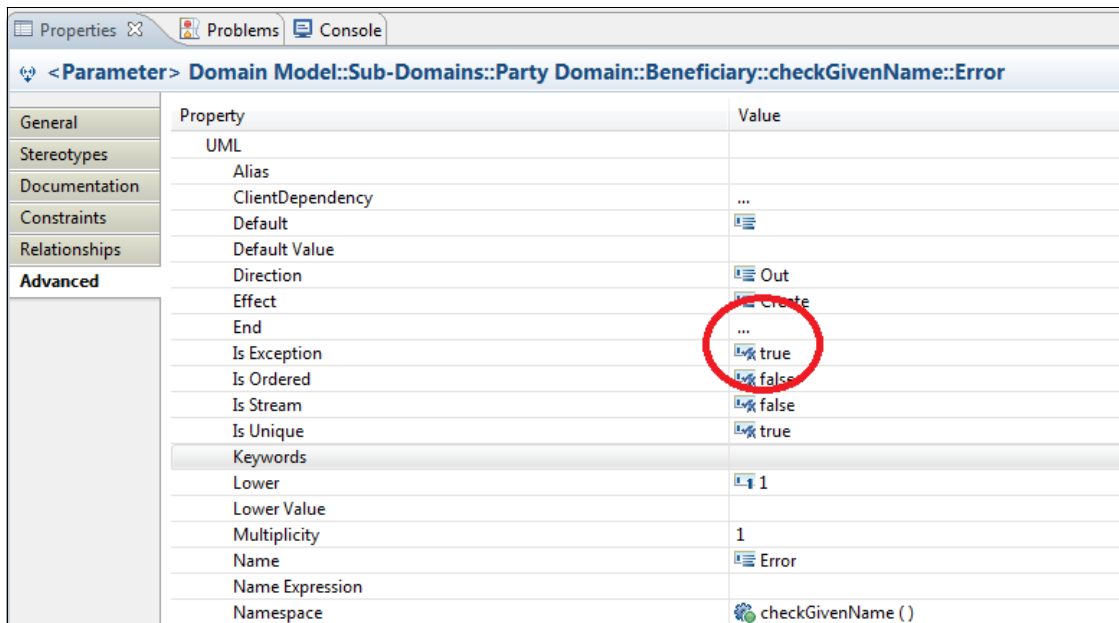 Properties Problems Console
<Parameter> Domain Model::Sub-Domains::Party Domain::Beneficiary::checkGivenName::Error
General
Stereotypes
Documentation
Constraints
Relationships
Advanced
Property Value
UML
Alias
ClientDependency ...
Default
Default Value
Direction Out
Effect Create
End ...
Is Exception true
Is Ordered false
Is Stream false
Is Unique true
Keywords
Lower 1
Lower Value
Multiplicity 1
Name Error
Name Expression
Namespace checkGivenName ( )